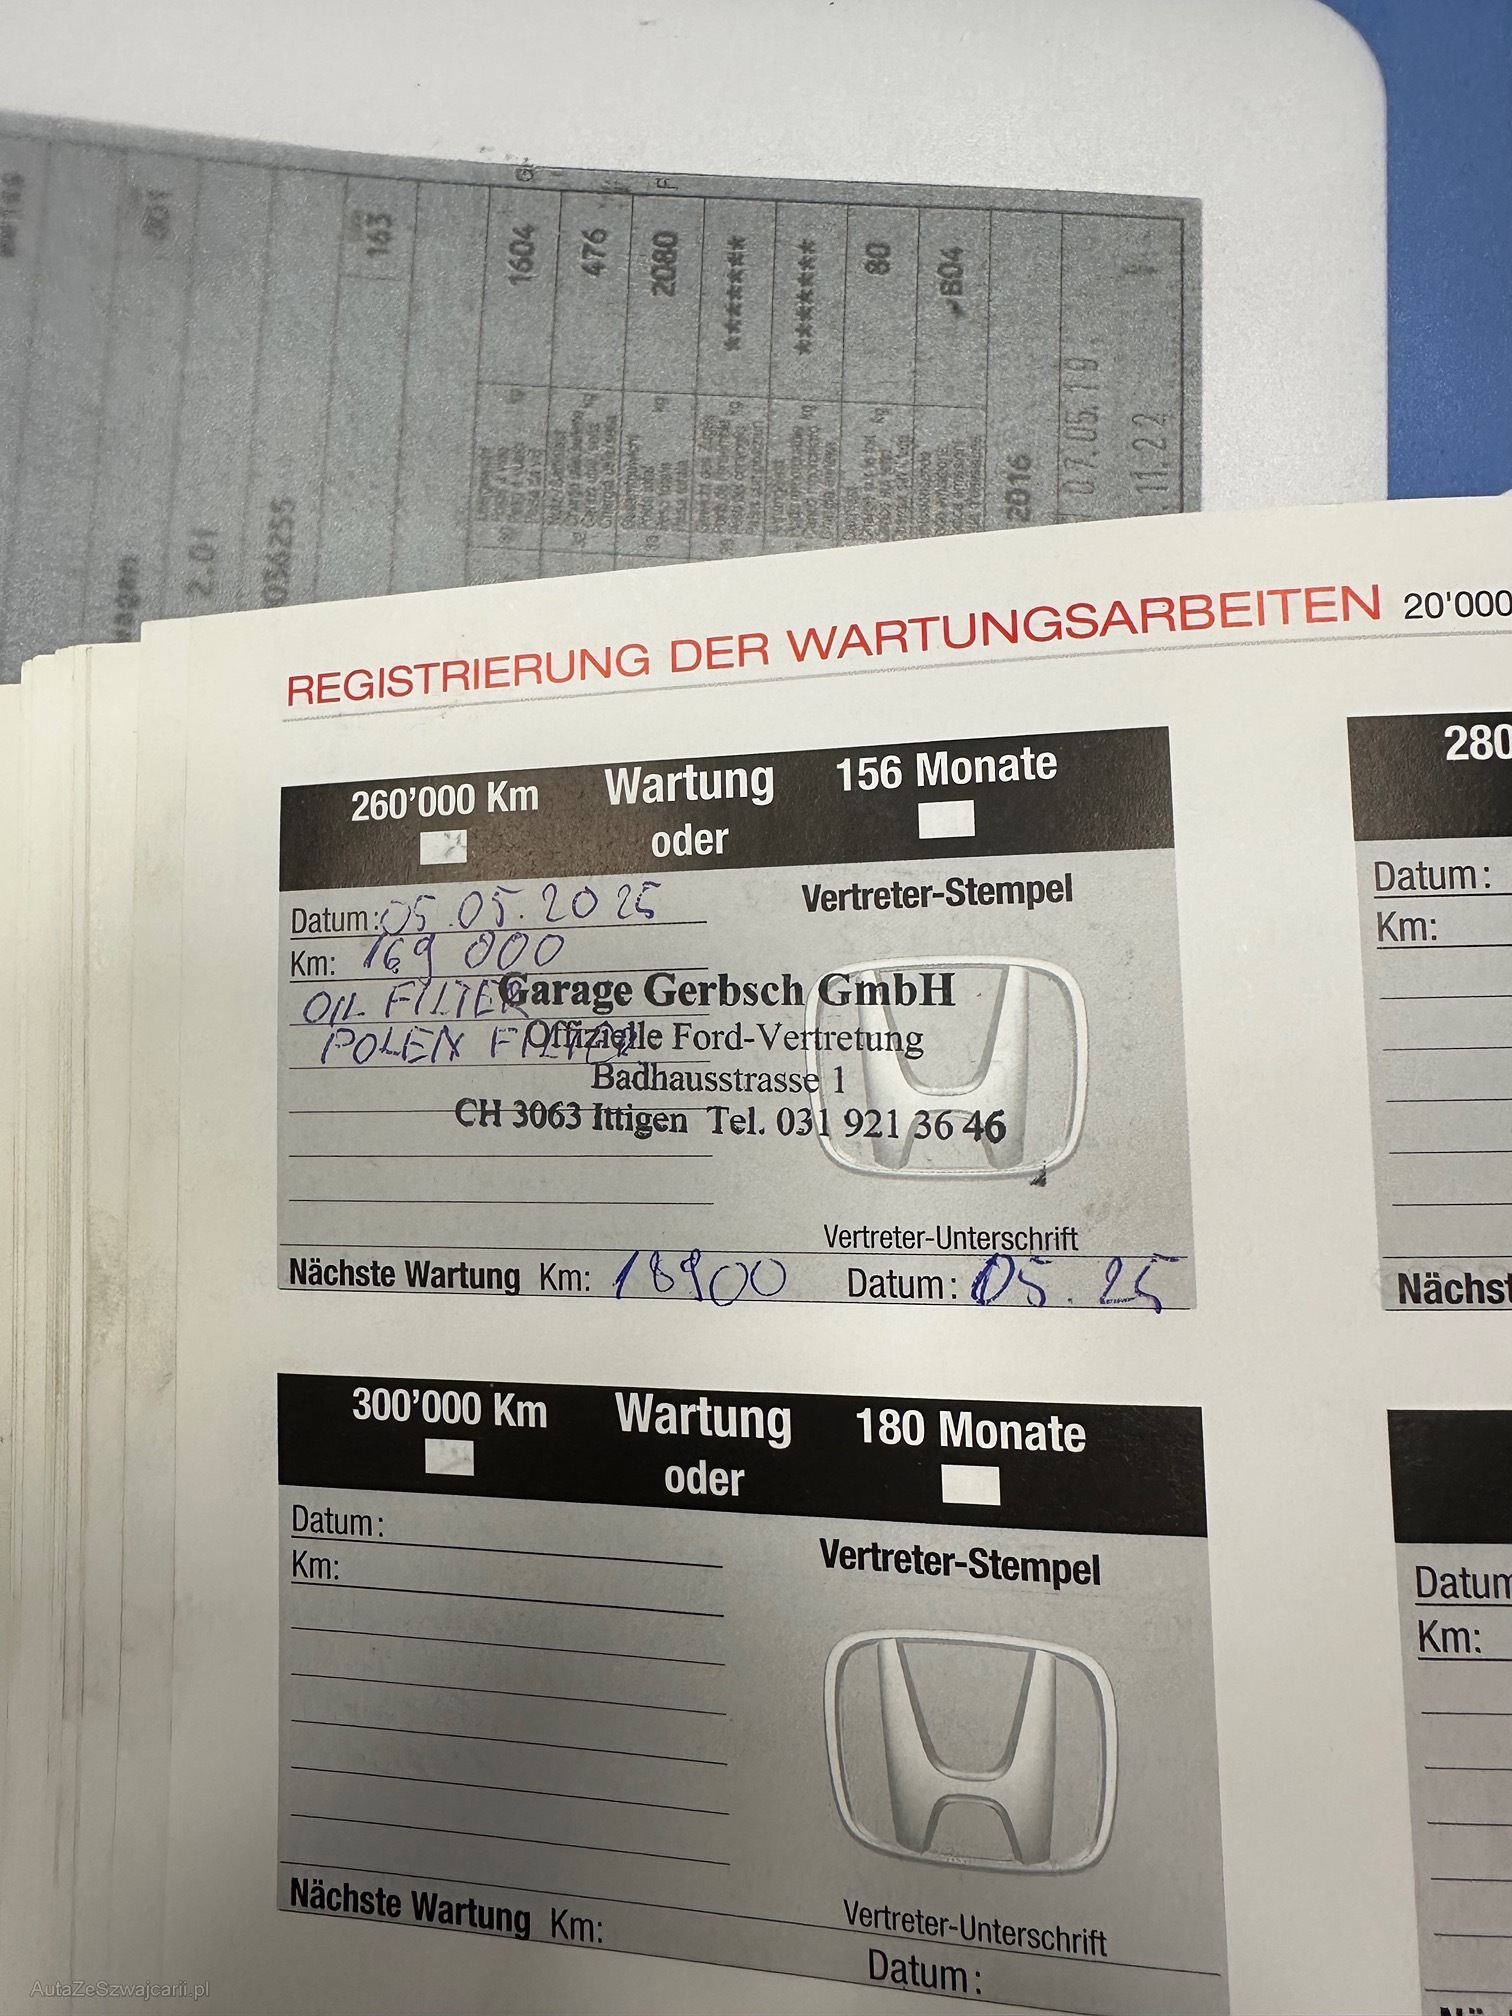 163
1604
476
2080
*******
******
80
B04
2016
07.05.19
11.22
2.01
REGISTRIERUNG DER WARTUNGSARBEITEN 20'000
260'000 Km Wartung 156 Monate
oder
Datum: 05.05.2025 Vertreter-Stempel
Km: 169 000
OIL FILTER Garage Gerbsch GmbH
POLEN FILTER Offizielle Ford-Vertretung
Badhausstrasse 1
CH 3063 Ittigen Tel. 031 921 36 46
Vertreter-Unterschrift
Nächste Wartung Km: 18900 Datum: 05.25
280
Datum:
Km:
Nächst
300'000 Km Wartung 180 Monate
oder
Datum:
Km:
Vertreter-Stempel
Vertreter-Unterschrift
Nächste Wartung Km: Datum:
Datum
Km:
AutaZeSzwajcarii.pl